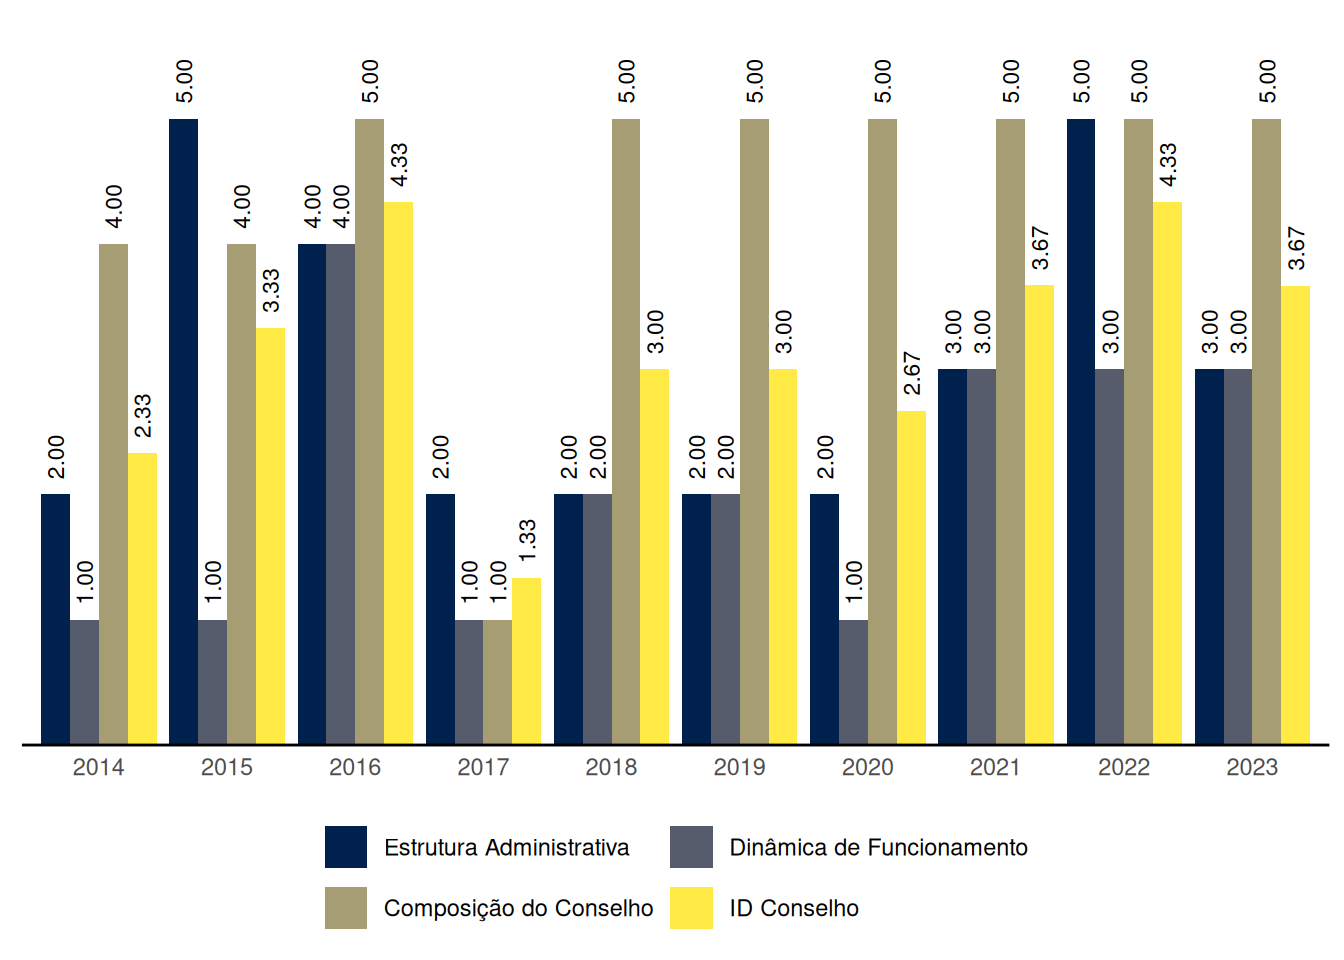 2.00 1.00 4.00 2.33 5.00 1.00 4.00 3.33 4.00 4.00 5.00 4.33 2.00 1.00 1.00 1.33 2.00 2.00 5.00 3.00 2.00 2.00 5.00 3.00 2.00 1.00 5.00 2.67 3.00 3.00 5.00 3.67 5.00 3.00 5.00 4.33 3.00 3.00 5.00 3.67
2014 2015 2016 2017 2018 2019 2020 2021 2022 2023
Estrutura Administrativa Dinâmica de Funcionamento
Composição do Conselho ID Conselho